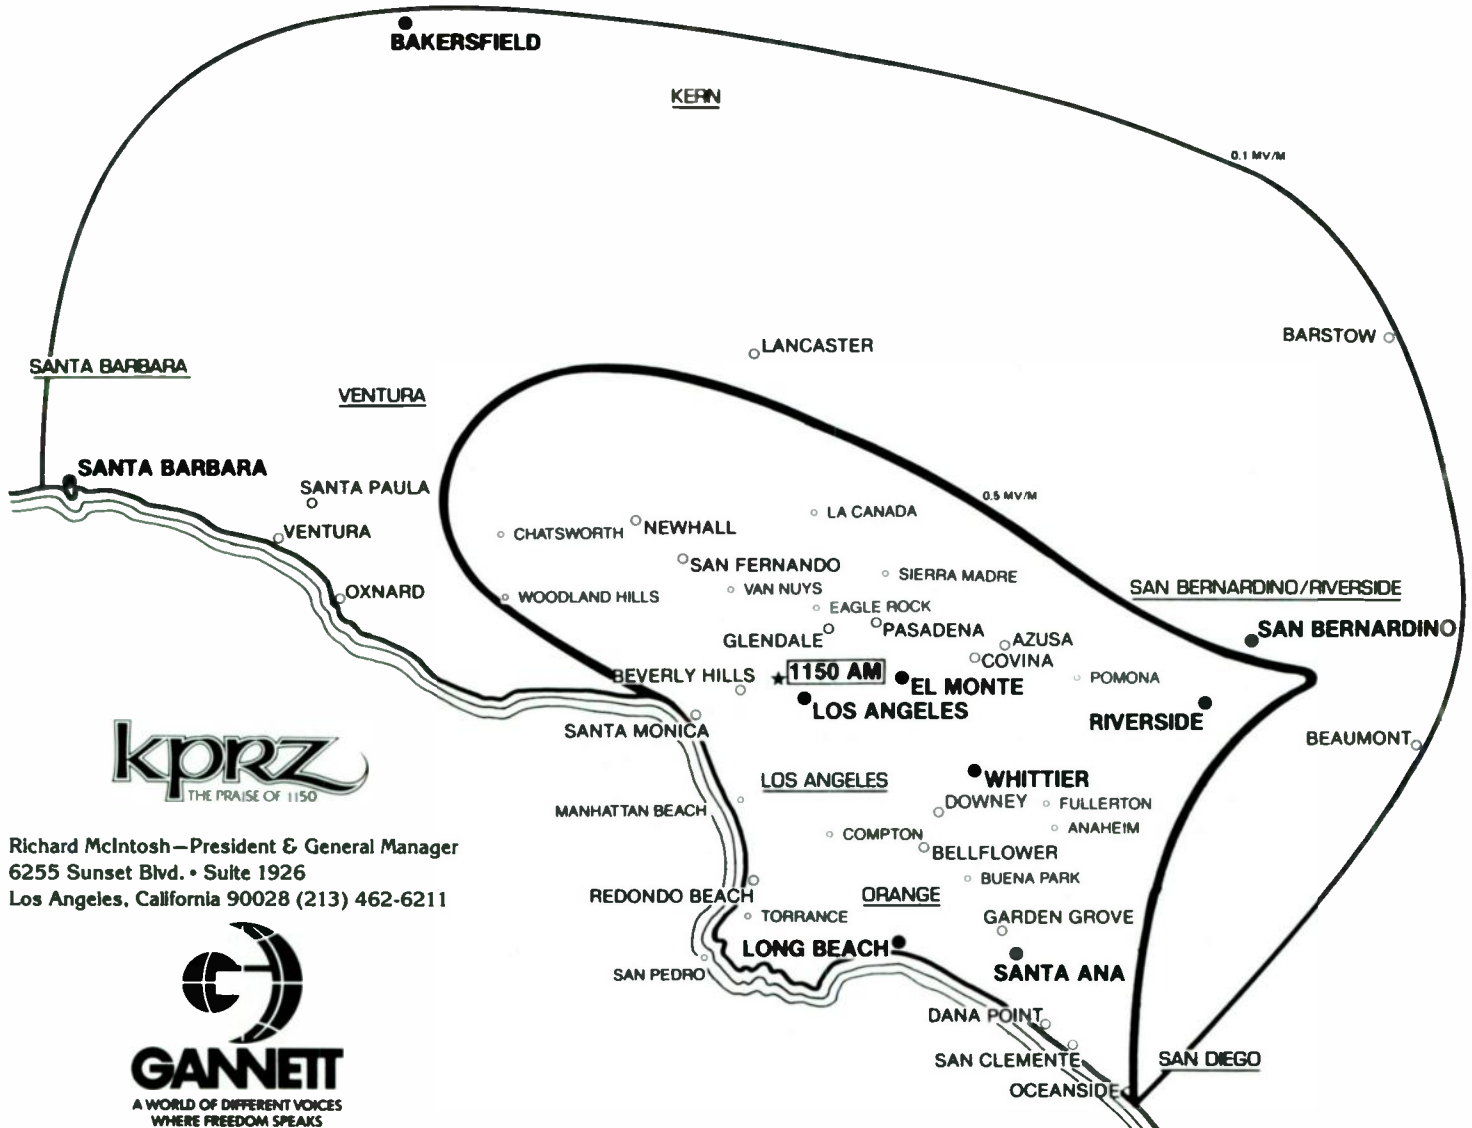 BAKERSFIELD
KERN
0.1 MV/M
BARSTOW
LANCASTER
SANTA BARBARA
VENTURA
SANTA BARBARA
SANTA PAULA
0.5 MV/M
LA CANADA
CHATSWORTH
NEWHALL
VENTURA
SAN FERNANDO
SIERRA MADRE
VAN NUYS
SAN BERNARDINO/RIVERSIDE
OXNARD
WOODLAND HILLS
EAGLE ROCK
PASADENA
SAN BERNARDINO
GLENDALE
AZUSA
COVINA
BEVERLY HILLS
★ 1150 AM
EL MONTE
POMONA
LOS ANGELES
RIVERSIDE
SANTA MONICA
BEAUMONT
kprz
THE PRAISE OF 1150
LOS ANGELES
WHITTIER
MANHATTAN BEACH
DOWNEY
FULLERTON
COMPTON
ANAHEIM
BELLFLOWER
Richard McIntosh—President & General Manager
6255 Sunset Blvd. • Suite 1926
Los Angeles, California 90028 (213) 462-6211
BUENA PARK
REDONDO BEACH
ORANGE
TORRANCE
GARDEN GROVE
LONG BEACH
SAN PEDRO
SANTA ANA
DANA POINT
SAN CLEMENTE
SAN DIEGO
OCEANSIDE
GANNETT
A WORLD OF DIFFERENT VOICES
WHERE FREEDOM SPEAKS